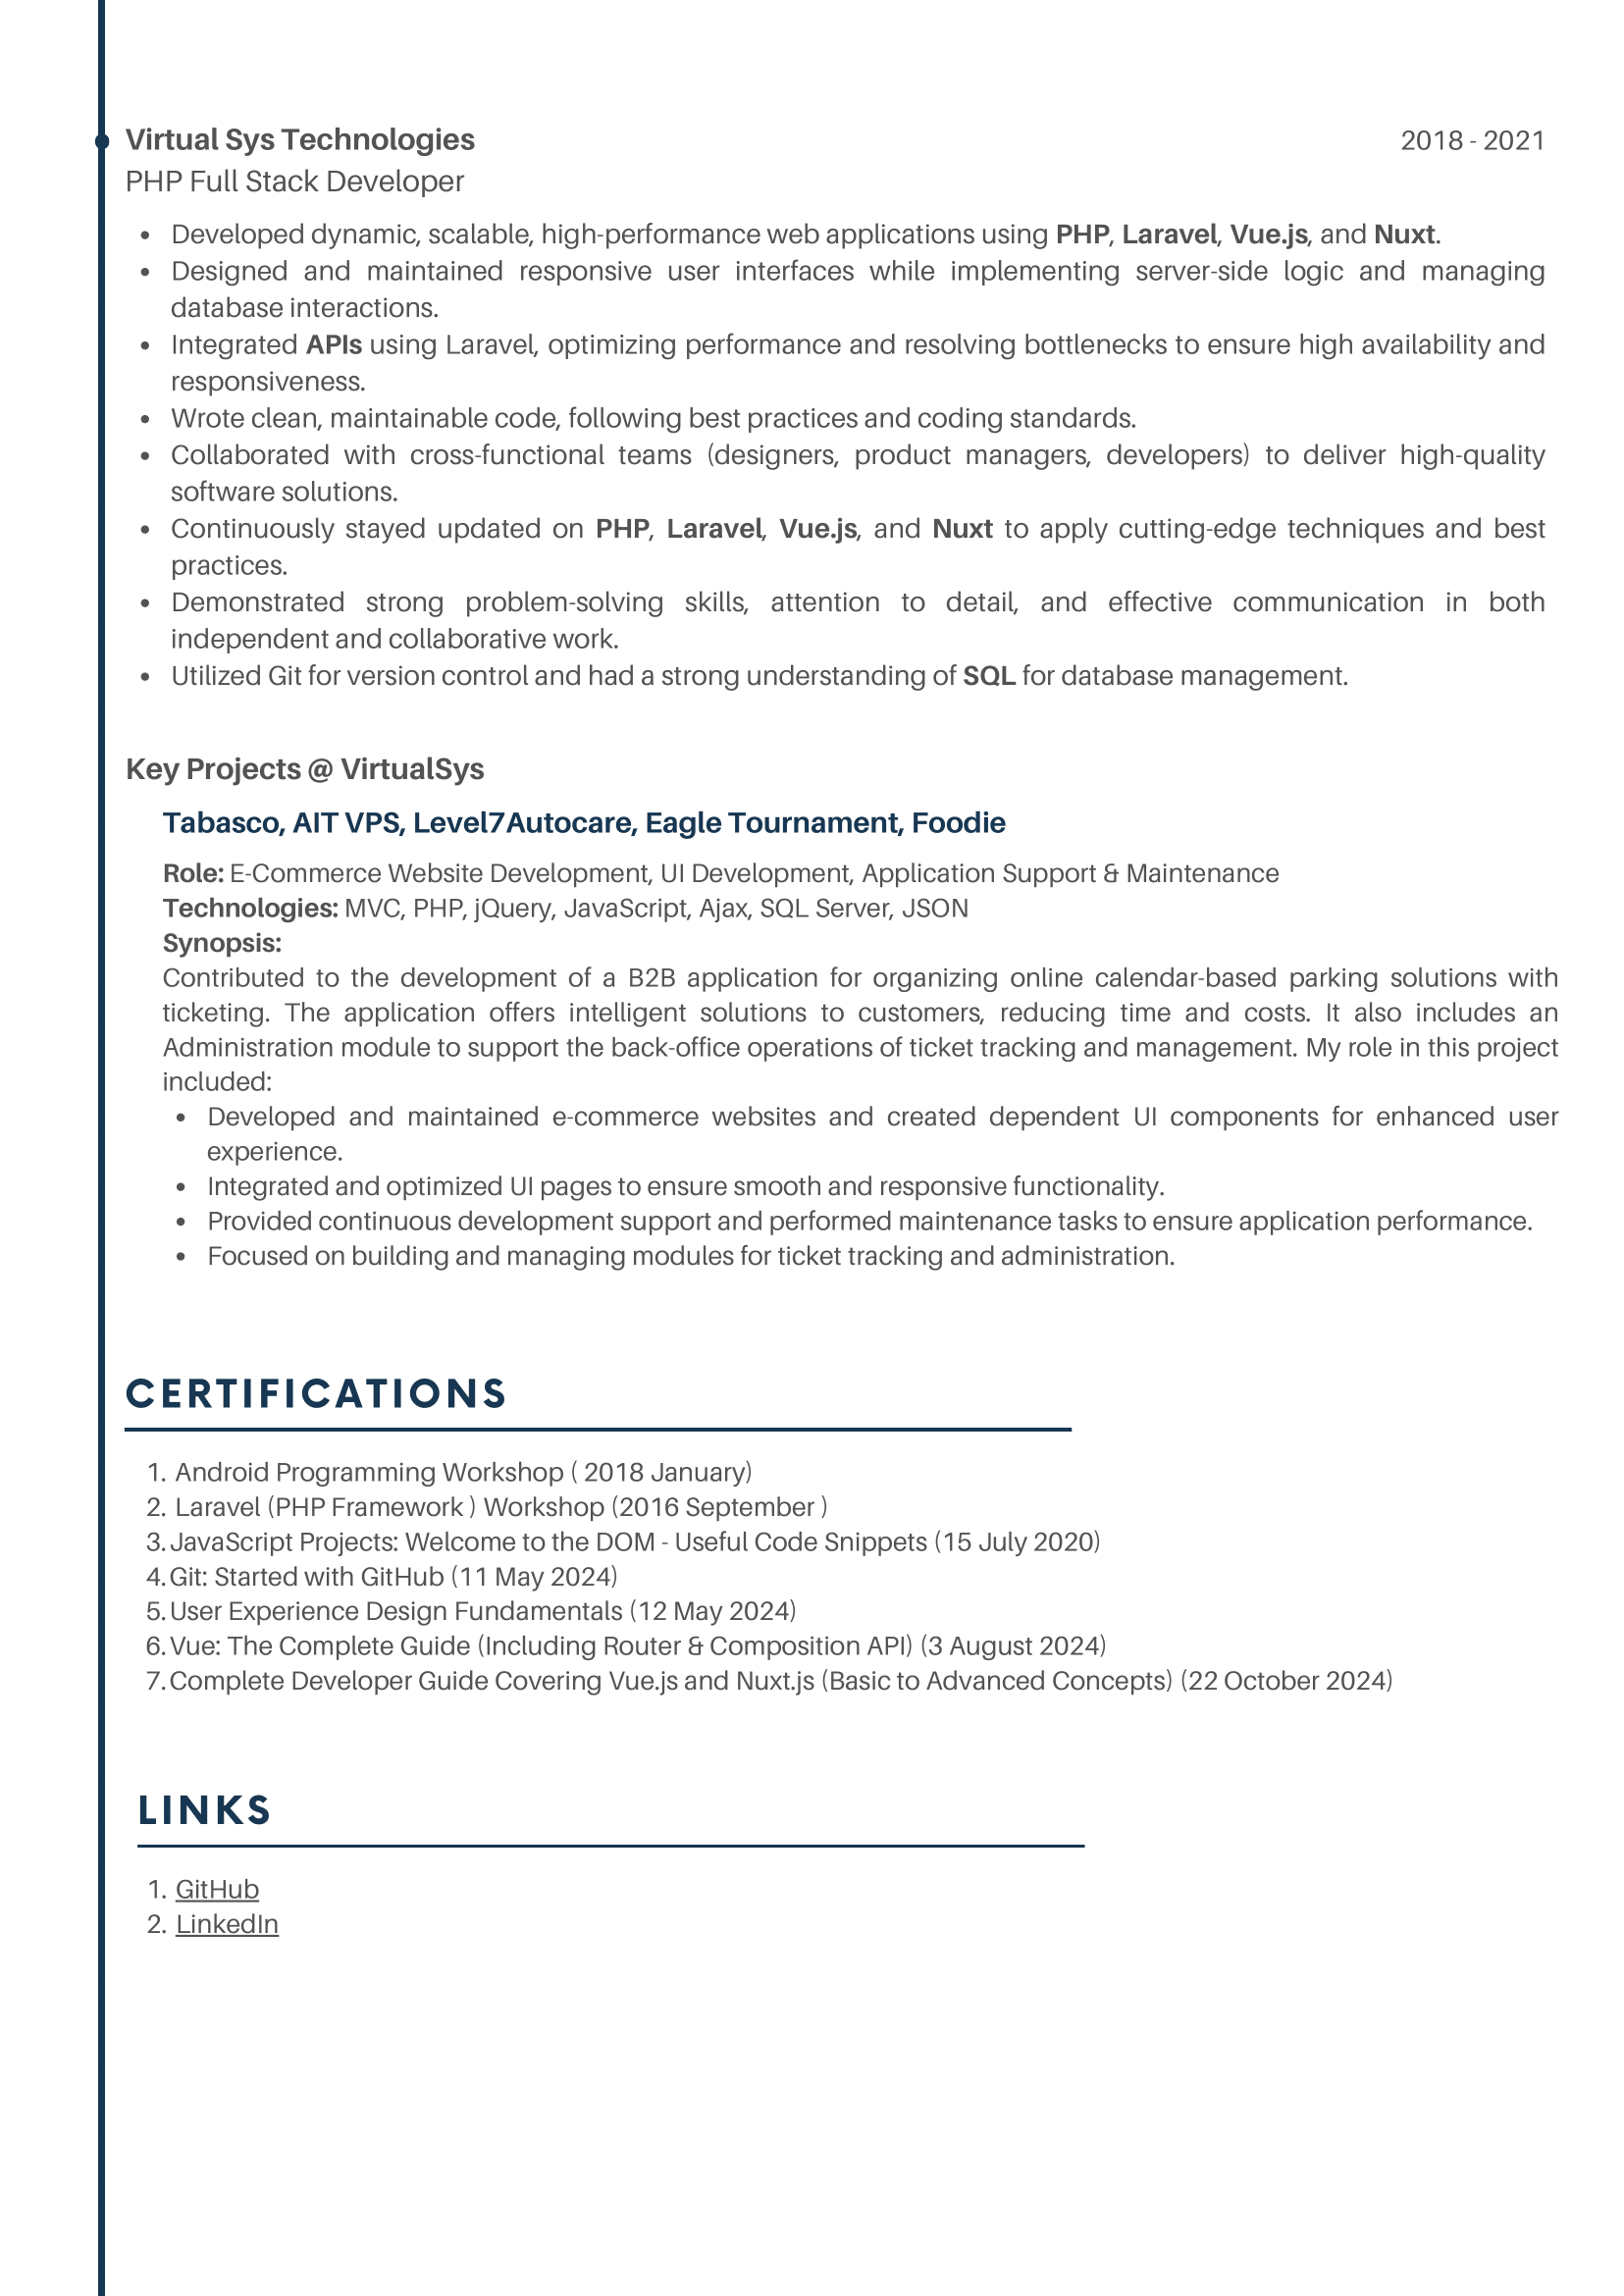 Virtual Sys Technologies 2018 - 2021
PHP Full Stack Developer
• Developed dynamic, scalable, high-performance web applications using PHP, Laravel, Vue.js, and Nuxt.
• Designed and maintained responsive user interfaces while implementing server-side logic and managing
database interactions.
• Integrated APIs using Laravel, optimizing performance and resolving bottlenecks to ensure high availability and
responsiveness.
• Wrote clean, maintainable code, following best practices and coding standards.
• Collaborated with cross-functional teams (designers, product managers, developers) to deliver high-quality
software solutions.
• Continuously stayed updated on PHP, Laravel, Vue.js, and Nuxt to apply cutting-edge techniques and best
practices.
• Demonstrated strong problem-solving skills, attention to detail, and effective communication in both
independent and collaborative work.
• Utilized Git for version control and had a strong understanding of SQL for database management.
Key Projects @ VirtualSys
Tabasco, AIT VPS, Level7Autocare, Eagle Tournament, Foodie
Role: E-Commerce Website Development, UI Development, Application Support & Maintenance
Technologies: MVC, PHP, jQuery, JavaScript, Ajax, SQL Server, JSON
Synopsis:
Contributed to the development of a B2B application for organizing online calendar-based parking solutions with
ticketing. The application offers intelligent solutions to customers, reducing time and costs. It also includes an
Administration module to support the back-office operations of ticket tracking and management. My role in this project
included:
• Developed and maintained e-commerce websites and created dependent UI components for enhanced user
experience.
• Integrated and optimized UI pages to ensure smooth and responsive functionality.
• Provided continuous development support and performed maintenance tasks to ensure application performance.
• Focused on building and managing modules for ticket tracking and administration.
CERTIFICATIONS
1. Android Programming Workshop ( 2018 January)
2. Laravel (PHP Framework ) Workshop (2016 September )
3. JavaScript Projects: Welcome to the DOM - Useful Code Snippets (15 July 2020)
4. Git: Started with GitHub (11 May 2024)
5. User Experience Design Fundamentals (12 May 2024)
6. Vue: The Complete Guide (Including Router & Composition API) (3 August 2024)
7. Complete Developer Guide Covering Vue.js and Nuxt.js (Basic to Advanced Concepts) (22 October 2024)
LINKS
1. GitHub
2. LinkedIn